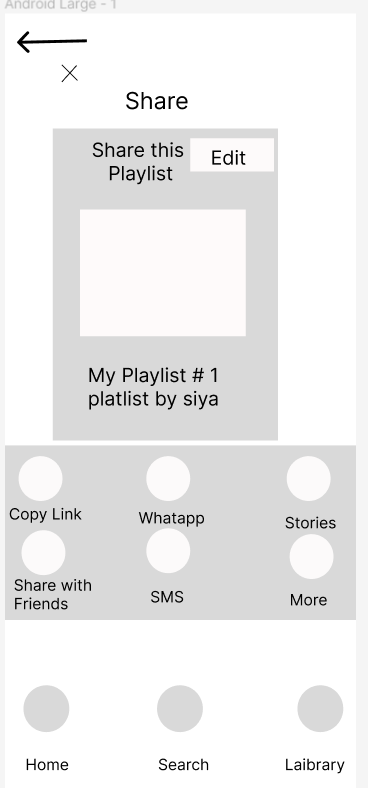 Android Large - 1
Share
Share this
Playlist
Edit
My Playlist # 1
platlist by siya
Copy Link
Whatapp
Stories
Share with
Friends
SMS
More
Home
Search
Laibrary